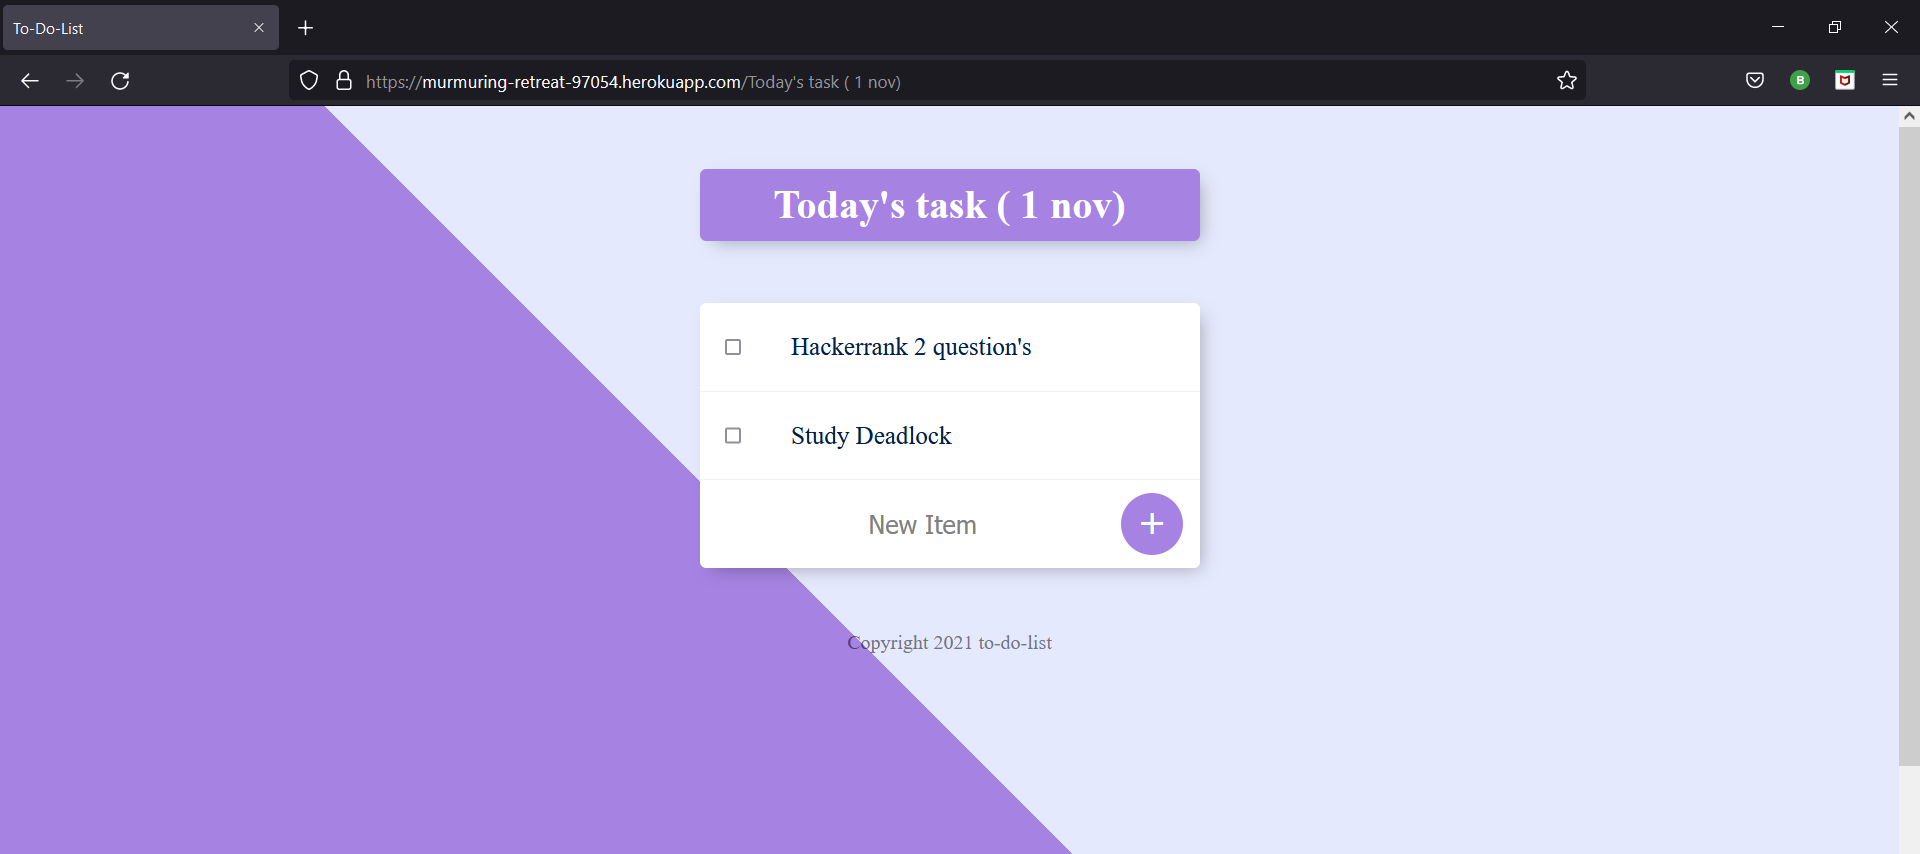 To-Do-List
https://murmuring-retreat-97054.herokuapp.com/Today's task ( 1 nov)
B
Today's task ( 1 nov)
Hackerrank 2 question's
Study Deadlock
New Item
Copyright 2021 to-do-list